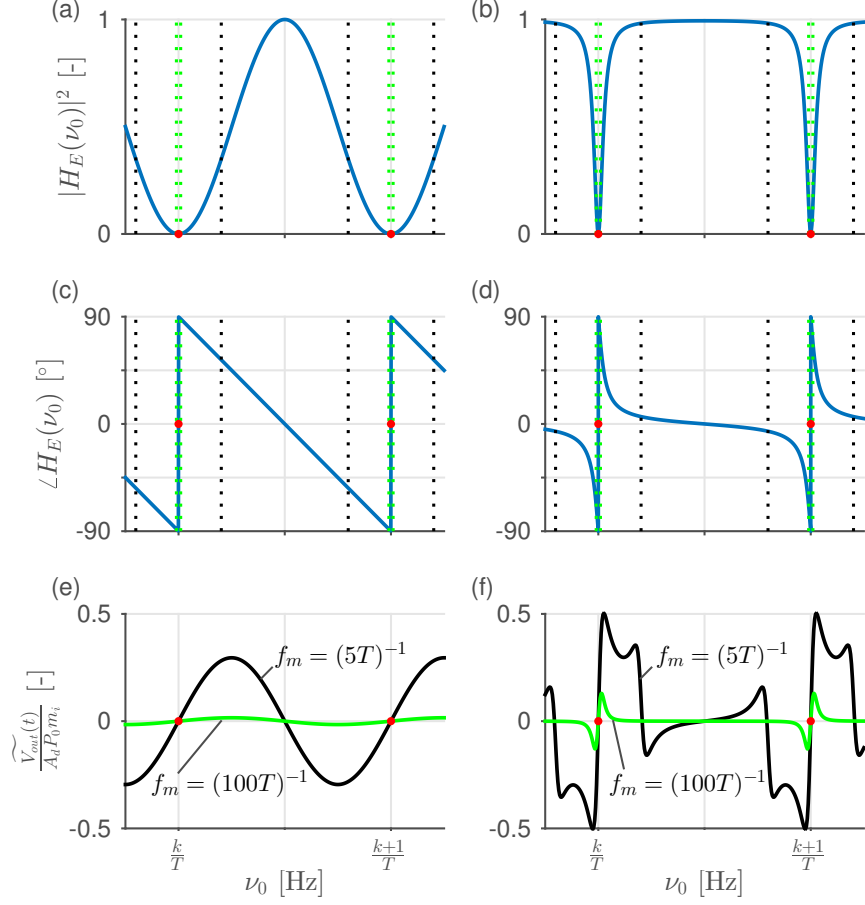 (a)
(b)
1
0
|H_E(ν_0)|^2 [-]
1
0
(c)
(d)
90
0
-90
∠H_E(ν_0) [°]
90
0
-90
(e)
(f)
0.5
0
-0.5
\widetilde{V_{out}(t)} / A_d P_0 m_i [-]
f_m = (5T)^{-1}
f_m = (100T)^{-1}
k/T
k+1/T
ν_0 [Hz]
0.5
0
-0.5
f_m = (5T)^{-1}
f_m = (100T)^{-1}
k/T
k+1/T
ν_0 [Hz]